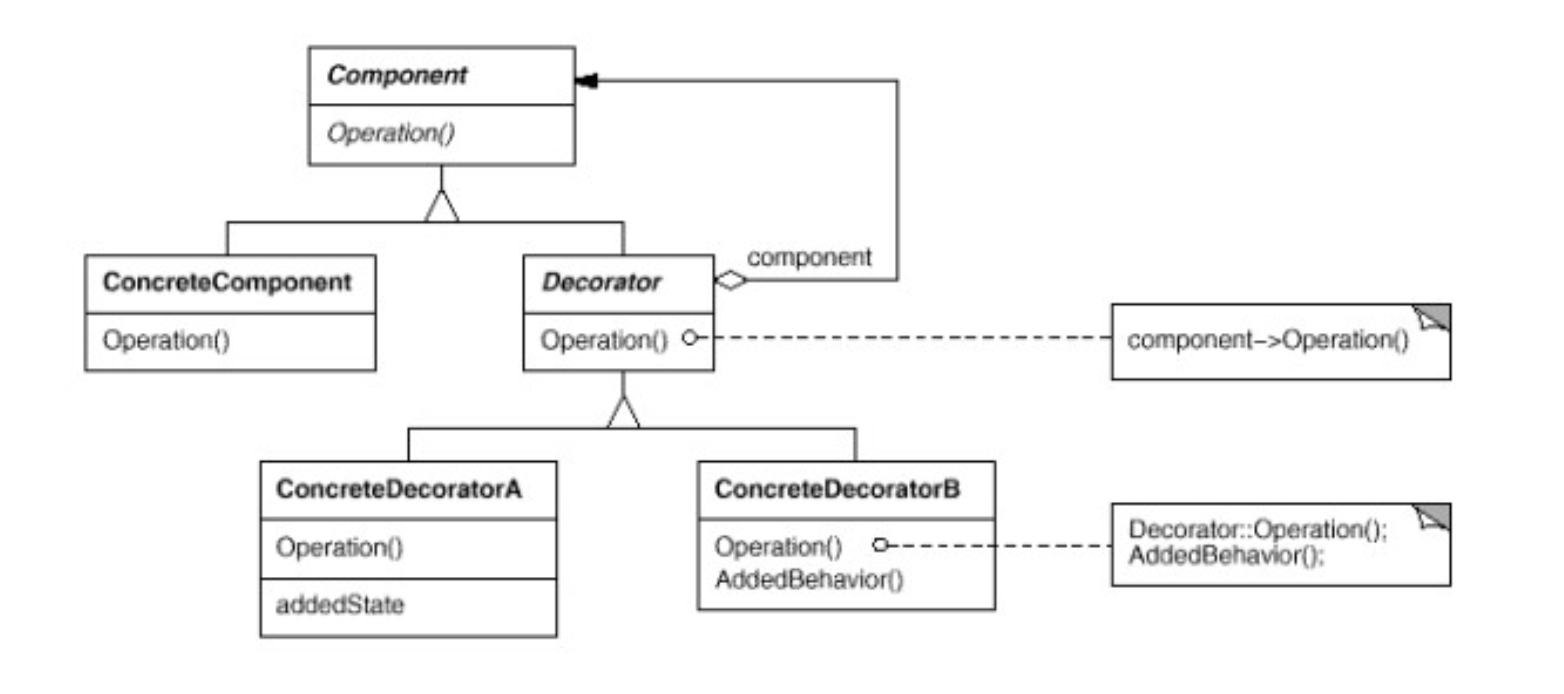 Component
Operation()
component
ConcreteComponent
Operation()
Decorator
Operation()
component–>Operation()
ConcreteDecoratorA
Operation()
addedState
ConcreteDecoratorB
Operation()
AddedBehavior()
Decorator::Operation();
AddedBehavior();